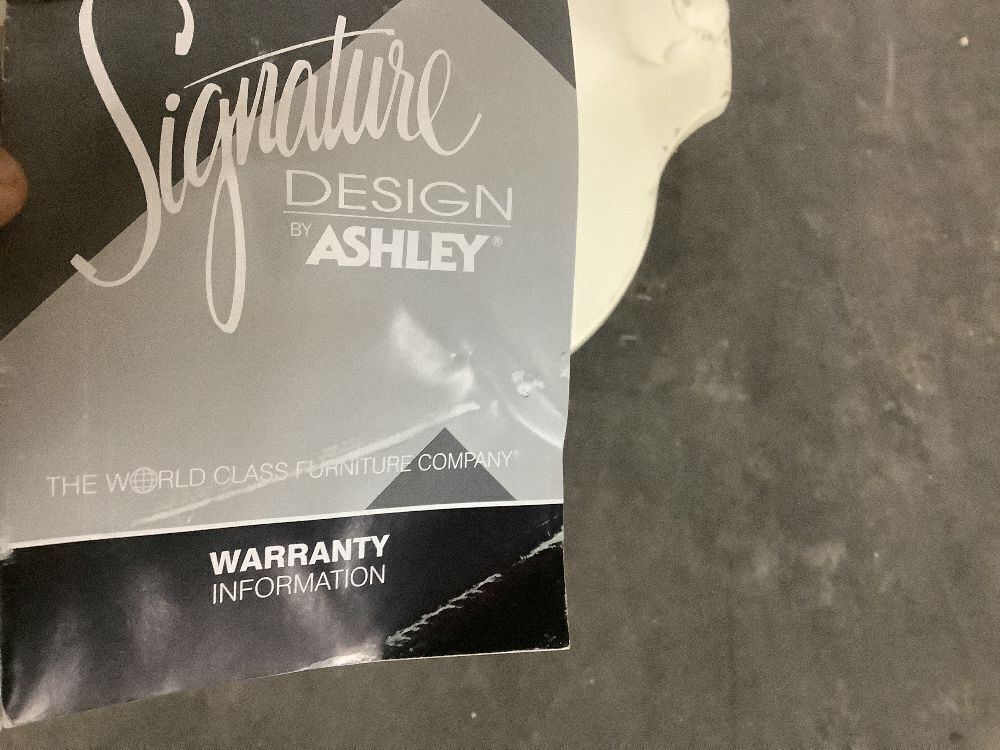 Signature
DESIGN
BY ASHLEY®
THE WORLD CLASS FURNITURE COMPANY®
WARRANTY
INFORMATION